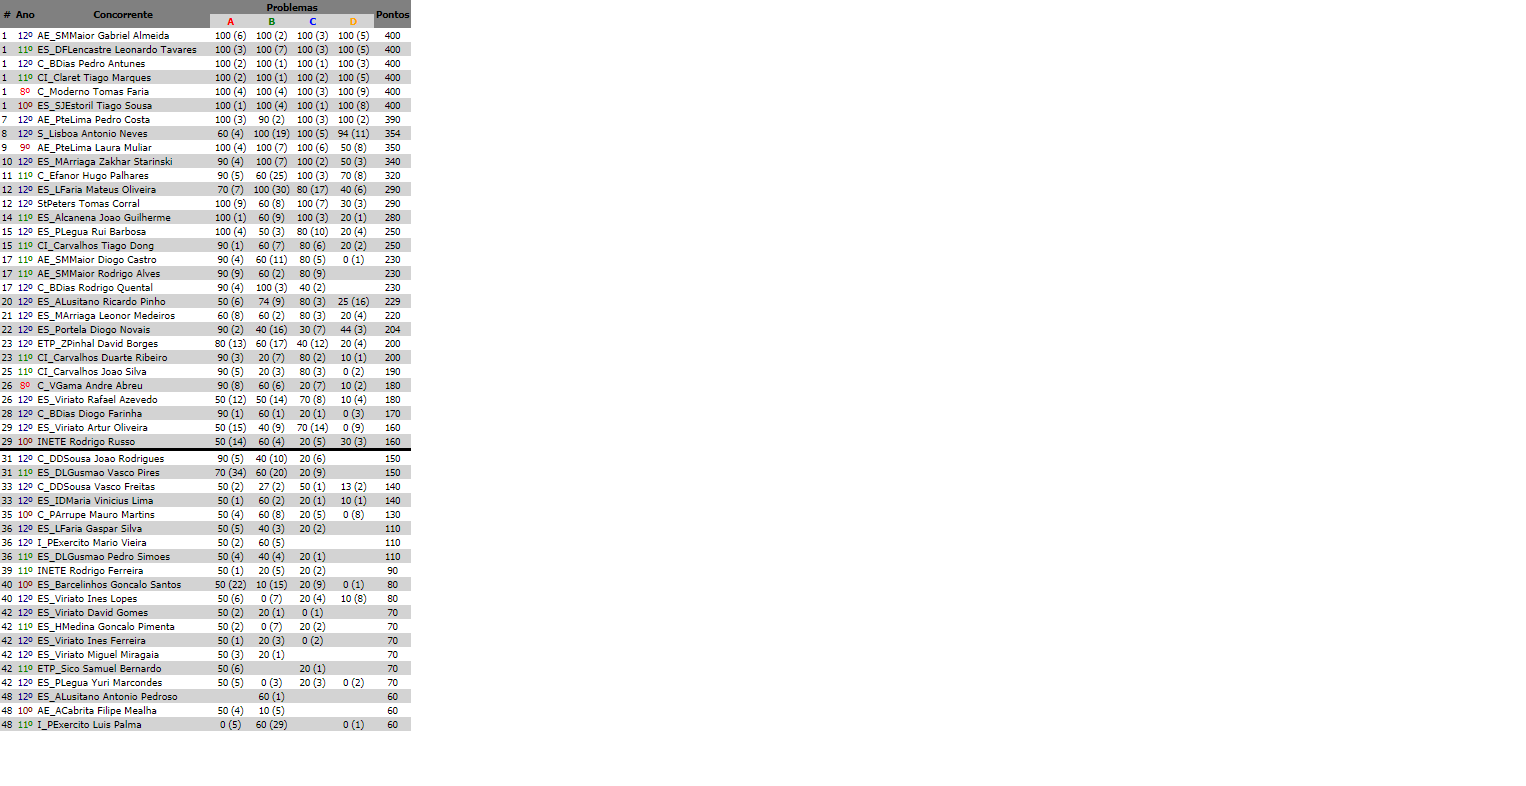 # Ano Concorrente Problemas Pontos
A B C D
1 12º AE_SMMaior Gabriel Almeida 100 (6) 100 (2) 100 (3) 100 (5) 400
1 11º ES_DFLencastre Leonardo Tavares 100 (3) 100 (7) 100 (3) 100 (5) 400
1 12º C_BDias Pedro Antunes 100 (2) 100 (1) 100 (1) 100 (3) 400
1 11º CI_Claret Tiago Marques 100 (2) 100 (1) 100 (2) 100 (5) 400
1 8º C_Moderno Tomas Faria 100 (4) 100 (4) 100 (3) 100 (9) 400
1 10º ES_SJEstoril Tiago Sousa 100 (1) 100 (4) 100 (1) 100 (8) 400
7 12º AE_PteLima Pedro Costa 100 (3) 90 (2) 100 (3) 100 (2) 390
8 12º S_Lisboa Antonio Neves 60 (4) 100 (19) 100 (5) 94 (11) 354
9 9º AE_PteLima Laura Muliar 100 (4) 100 (7) 100 (6) 50 (8) 350
10 12º ES_MArriaga Zakhar Starinski 90 (4) 100 (7) 100 (2) 50 (3) 340
11 11º C_Efanor Hugo Palhares 90 (5) 60 (25) 100 (3) 70 (8) 320
12 12º ES_LFaria Mateus Oliveira 70 (7) 100 (30) 80 (17) 40 (6) 290
12 12º StPeters Tomas Corral 100 (9) 60 (8) 100 (7) 30 (3) 290
14 11º ES_Alcanena Joao Guilherme 100 (1) 60 (9) 100 (3) 20 (1) 280
15 12º ES_PLegua Rui Barbosa 100 (4) 50 (3) 80 (10) 20 (4) 250
15 11º CI_Carvalhos Tiago Dong 90 (1) 60 (7) 80 (6) 20 (2) 250
17 11º AE_SMMaior Diogo Castro 90 (4) 60 (11) 80 (5) 0 (1) 230
17 11º AE_SMMaior Rodrigo Alves 90 (9) 60 (2) 80 (9) 230
17 12º C_BDias Rodrigo Quental 90 (4) 100 (3) 40 (2) 230
20 12º ES_ALusitano Ricardo Pinho 50 (6) 74 (9) 80 (3) 25 (16) 229
21 12º ES_MArriaga Leonor Medeiros 60 (8) 60 (2) 80 (3) 20 (4) 220
22 12º ES_Portela Diogo Novais 90 (2) 40 (16) 30 (7) 44 (3) 204
23 12º ETP_ZPinhal David Borges 80 (13) 60 (17) 40 (12) 20 (4) 200
23 11º CI_Carvalhos Duarte Ribeiro 90 (3) 20 (7) 80 (2) 10 (1) 200
25 11º CI_Carvalhos Joao Silva 90 (5) 20 (3) 80 (3) 0 (2) 190
26 8º C_VGama Andre Abreu 90 (8) 60 (6) 20 (7) 10 (2) 180
26 12º ES_Viriato Rafael Azevedo 50 (12) 50 (14) 70 (8) 10 (4) 180
28 12º C_BDias Diogo Farinha 90 (1) 60 (1) 20 (1) 0 (3) 170
29 12º ES_Viriato Artur Oliveira 50 (15) 40 (9) 70 (14) 0 (9) 160
29 10º INETE Rodrigo Russo 50 (14) 60 (4) 20 (5) 30 (3) 160
31 12º C_DDSousa Joao Rodrigues 90 (5) 40 (10) 20 (6) 150
31 11º ES_DLGusmao Vasco Pires 70 (34) 60 (20) 20 (9) 150
33 12º C_DDSousa Vasco Freitas 50 (2) 27 (2) 50 (1) 13 (2) 140
33 12º ES_IDMaria Vinicius Lima 50 (1) 60 (2) 20 (1) 10 (1) 140
35 10º C_PArrupe Mauro Martins 50 (4) 60 (8) 20 (5) 0 (8) 130
36 12º ES_LFaria Gaspar Silva 50 (5) 40 (3) 20 (2) 110
36 12º I_PExercito Mario Vieira 50 (2) 60 (5) 110
36 11º ES_DLGusmao Pedro Simoes 50 (4) 40 (4) 20 (1) 110
39 11º INETE Rodrigo Ferreira 50 (1) 20 (5) 20 (2) 90
40 10º ES_Barcelinhos Goncalo Santos 50 (22) 10 (15) 20 (9) 0 (1) 80
40 12º ES_Viriato Ines Lopes 50 (6) 0 (7) 20 (4) 10 (8) 80
42 12º ES_Viriato David Gomes 50 (2) 20 (1) 0 (1) 70
42 11º ES_HMedina Goncalo Pimenta 50 (2) 0 (7) 20 (2) 70
42 12º ES_Viriato Ines Ferreira 50 (1) 20 (3) 0 (2) 70
42 12º ES_Viriato Miguel Miragaia 50 (3) 20 (1) 70
42 11º ETP_Sico Samuel Bernardo 50 (6) 20 (1) 70
42 12º ES_PLegua Yuri Marcondes 50 (5) 0 (3) 20 (3) 0 (2) 70
48 12º ES_ALusitano Antonio Pedroso 60 (1) 60
48 10º AE_ACabrita Filipe Mealha 50 (4) 10 (5) 60
48 11º I_PExercito Luis Palma 0 (5) 60 (29) 0 (1) 60